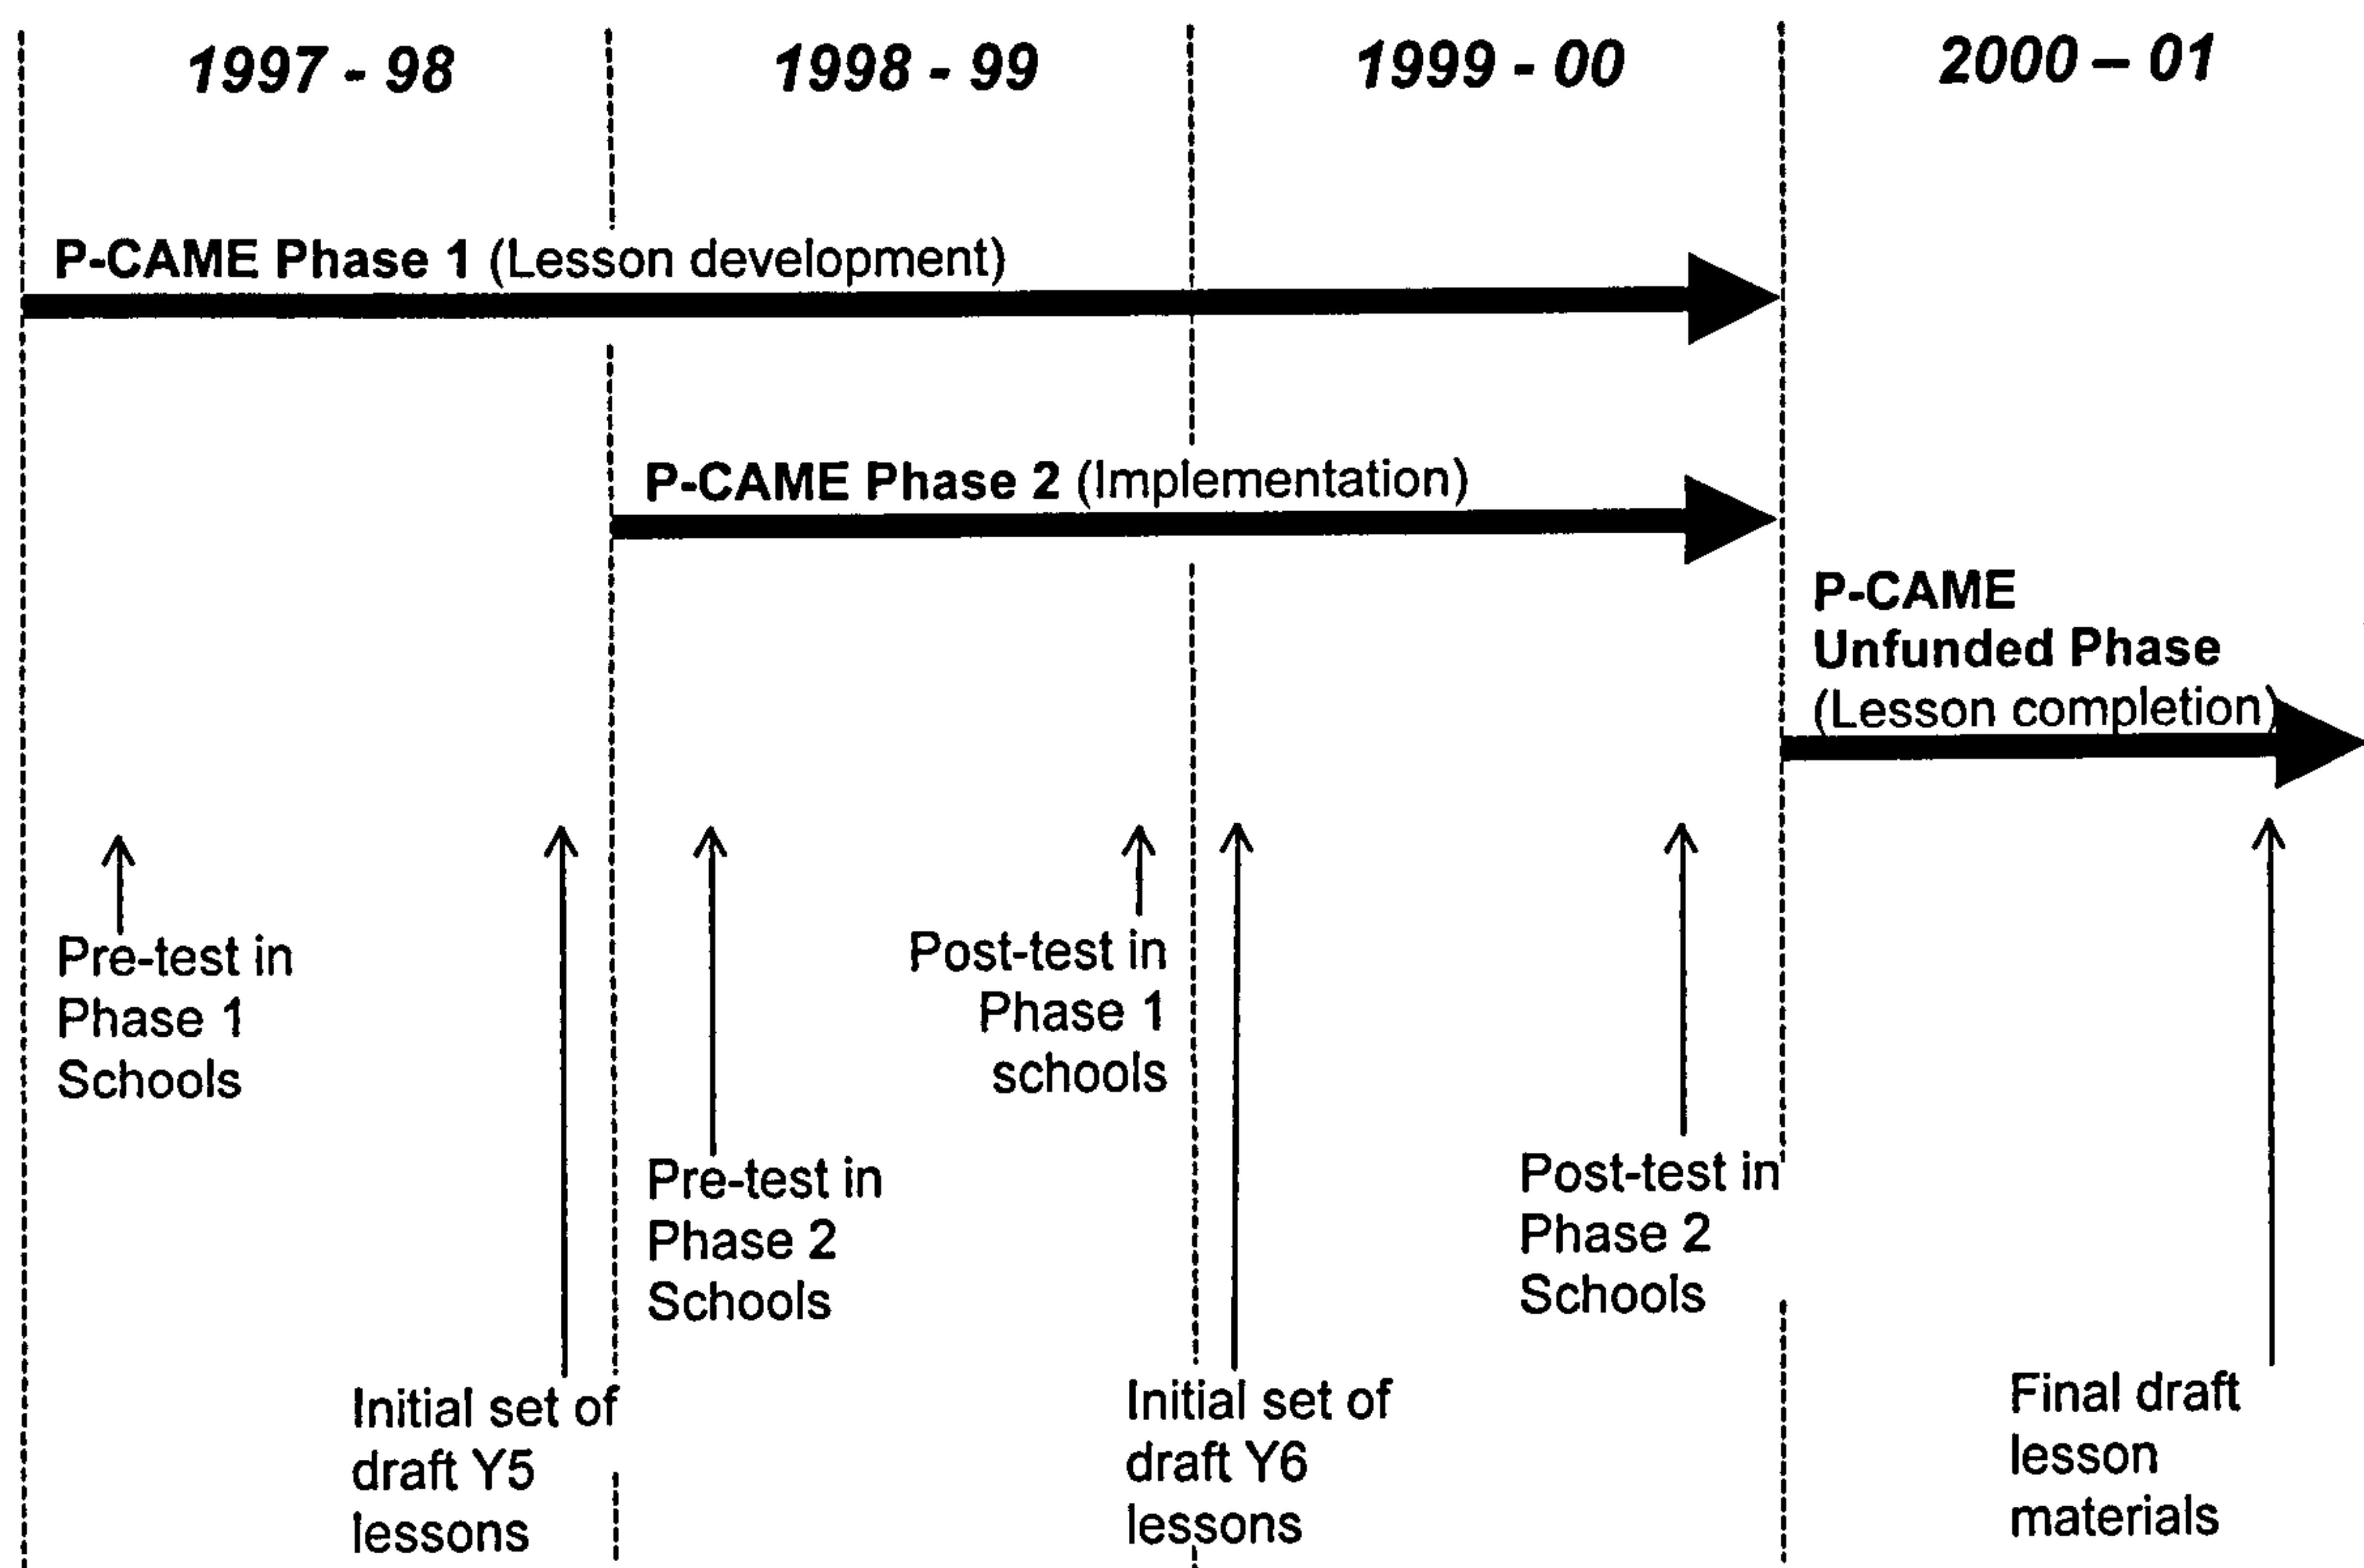 1997 - 98
1998 - 99
1999 - 00
2000 – 01
P-CAME Phase 1 (Lesson development)
P-CAME Phase 2 (Implementation)
P-CAME
Unfunded Phase
(Lesson completion)
Pre-test in
Phase 1
Schools
Post-test in
Phase 1
schools
Pre-test in
Phase 2
Schools
Post-test in
Phase 2
Schools
Initial set of
draft Y5
lessons
Initial set of
draft Y6
lessons
Final draft
lesson
materials